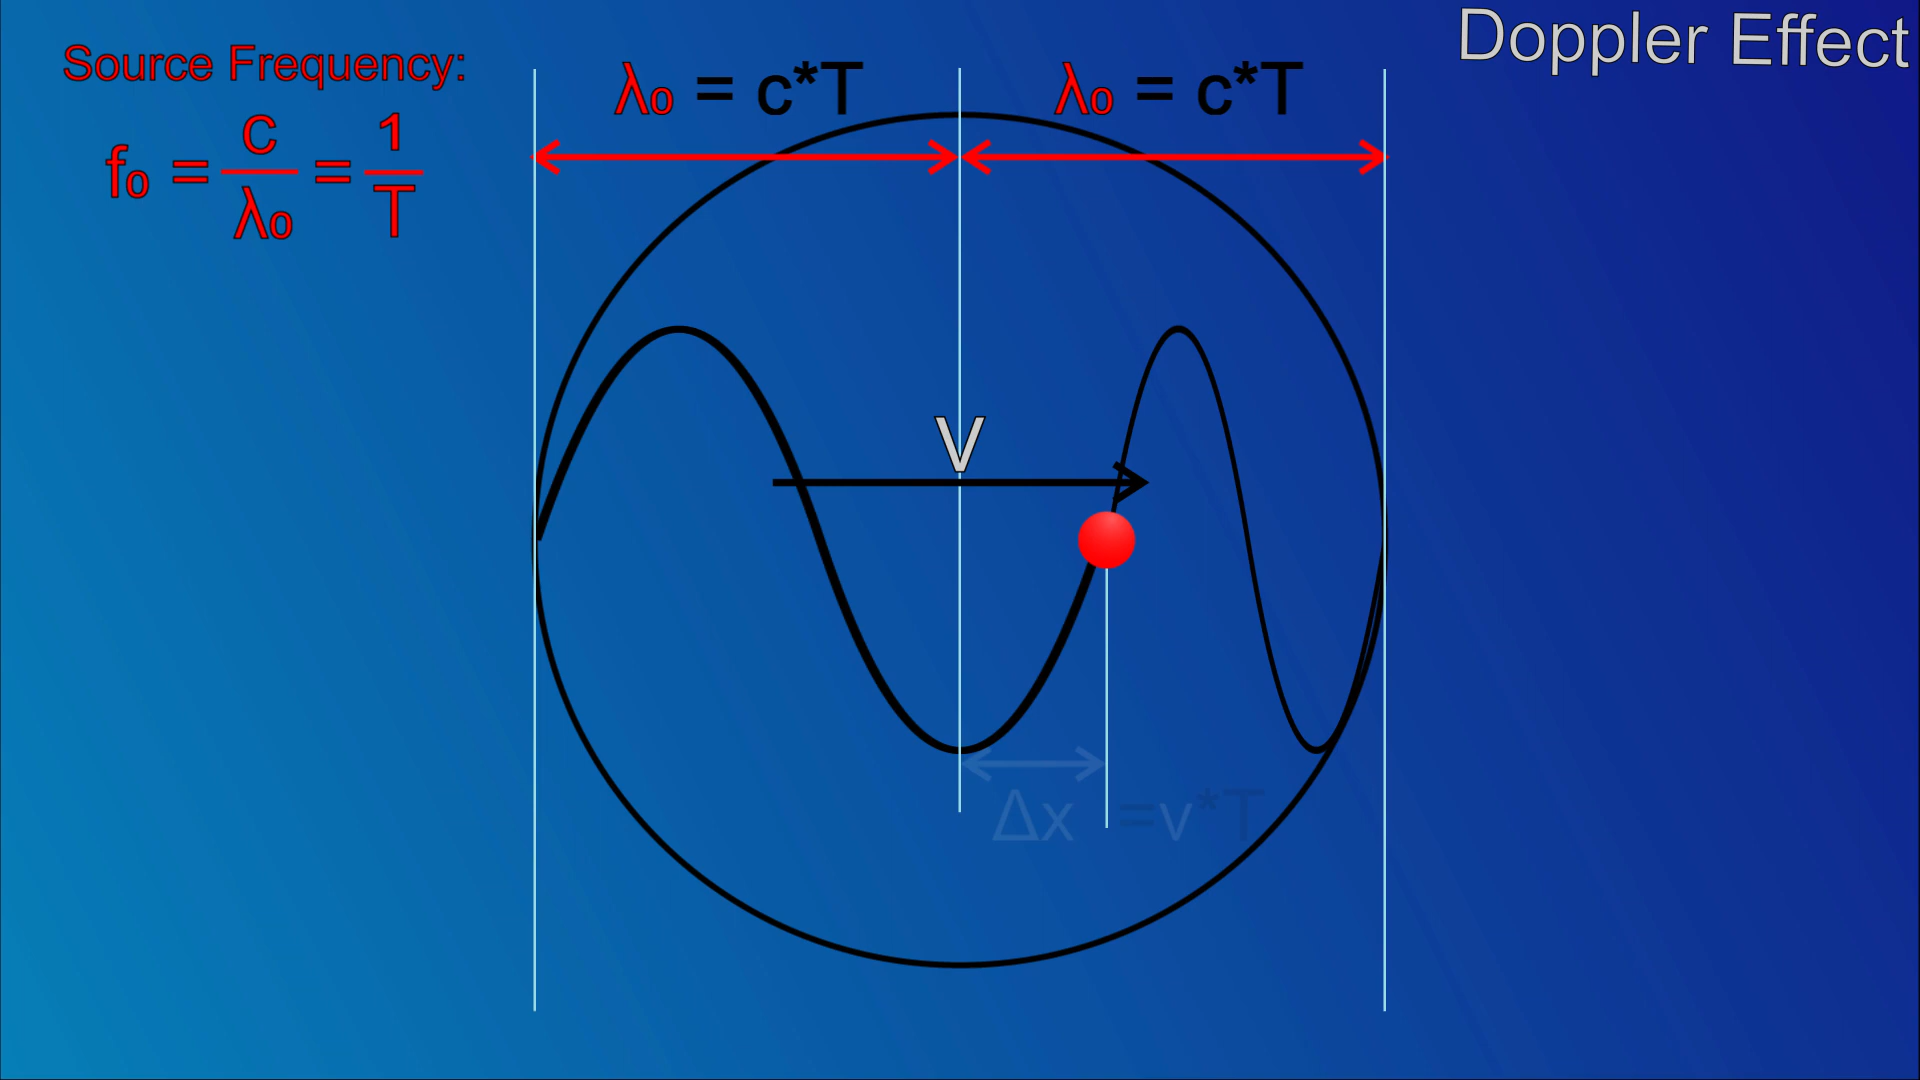 Doppler Effect
Source Frequency:
f₀ = c/λ₀ = 1/T
λ₀ = c*T
λ₀ = c*T
V
Δx =v*T